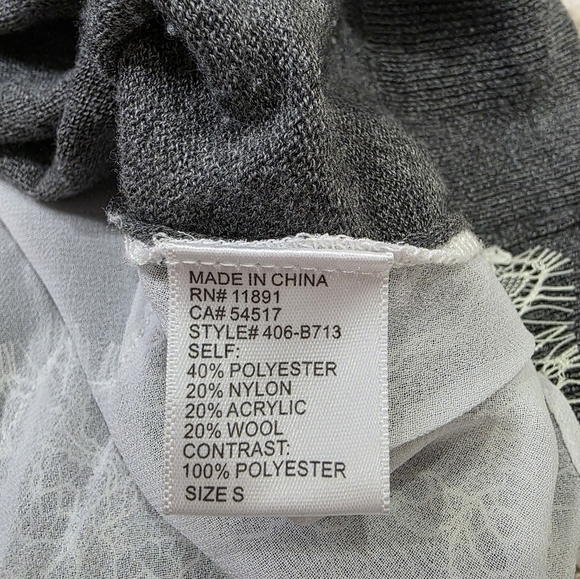 MADE IN CHINA
RN# 11891
CA# 54517
STYLE# 406-B713
SELF:
40% POLYESTER
20% NYLON
20% ACRYLIC
20% WOOL
CONTRAST:
100% POLYESTER
SIZE S